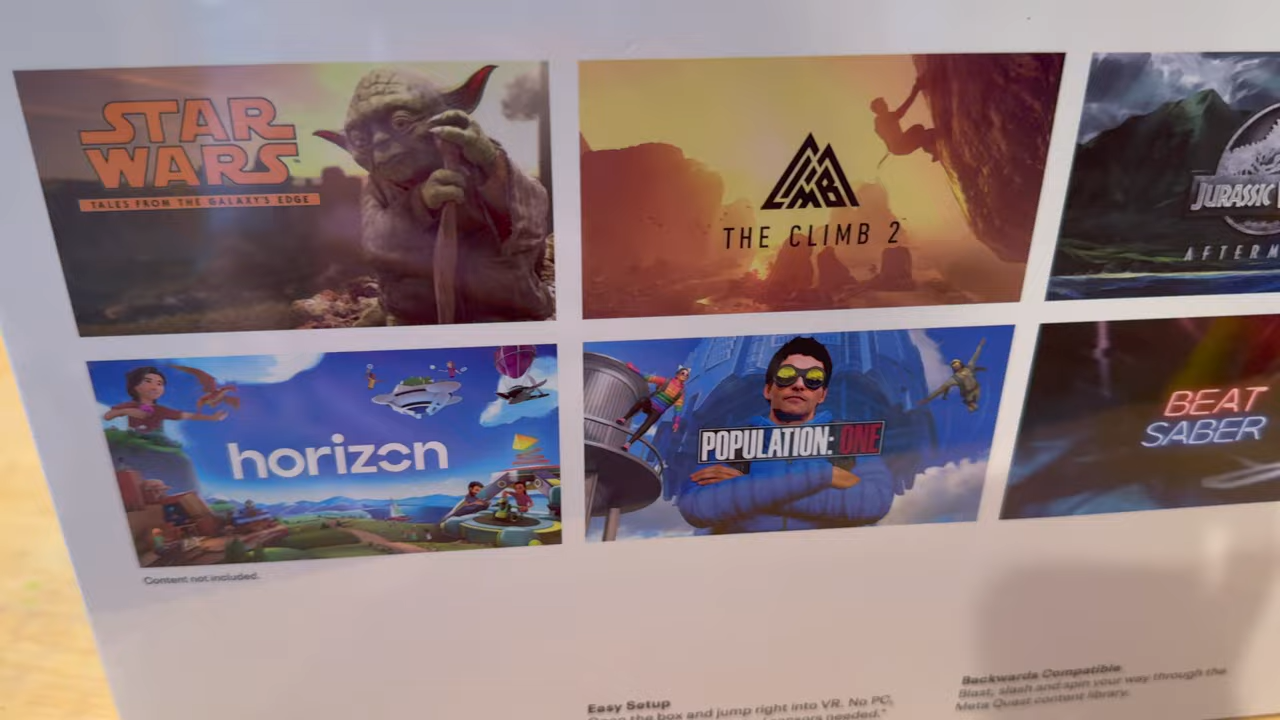 STAR
WARS
TALES FROM THE GALAXY'S EDGE
THE CLIMB 2
JURASSIC
horizon
POPULATION: ONE
BEAT
SABER
Content not included.
Easy Setup
Open the box and jump right into VR. No PC,
needed.*
Backwards Compatible
Blast, slash and spin your way through the
Meta Quest content library.